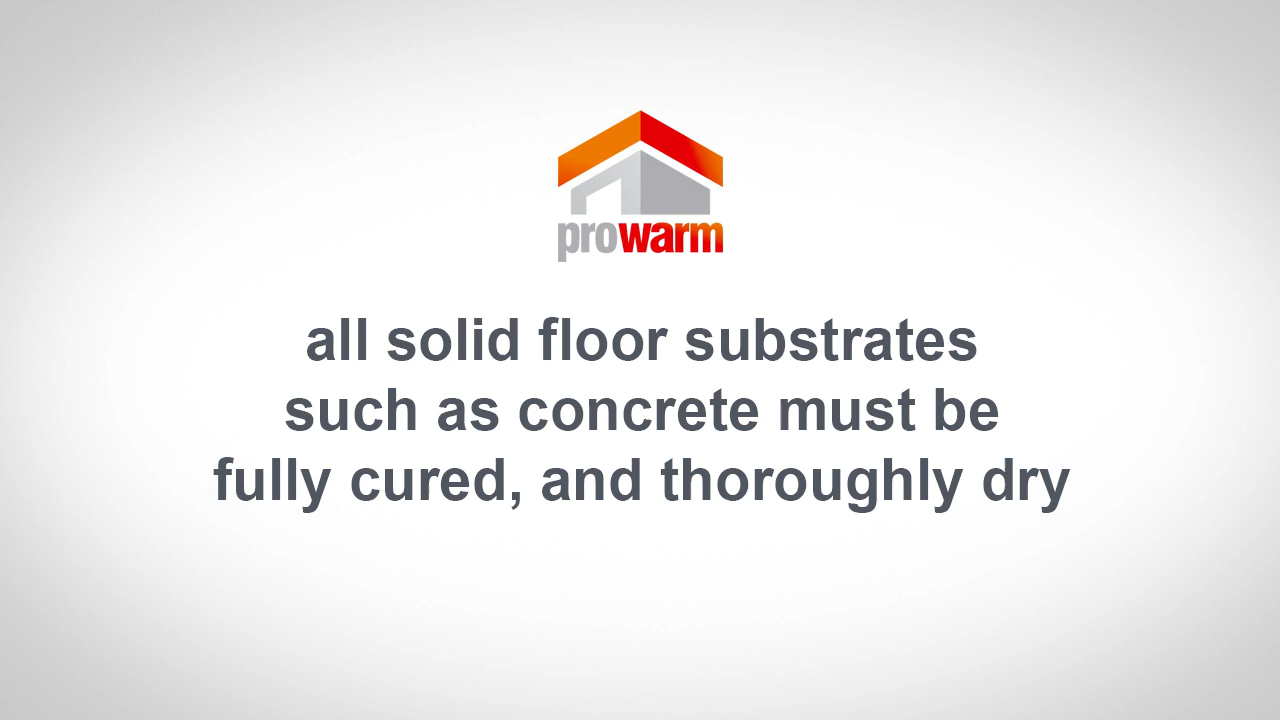 prowarm
all solid floor substrates
such as concrete must be
fully cured, and thoroughly dry